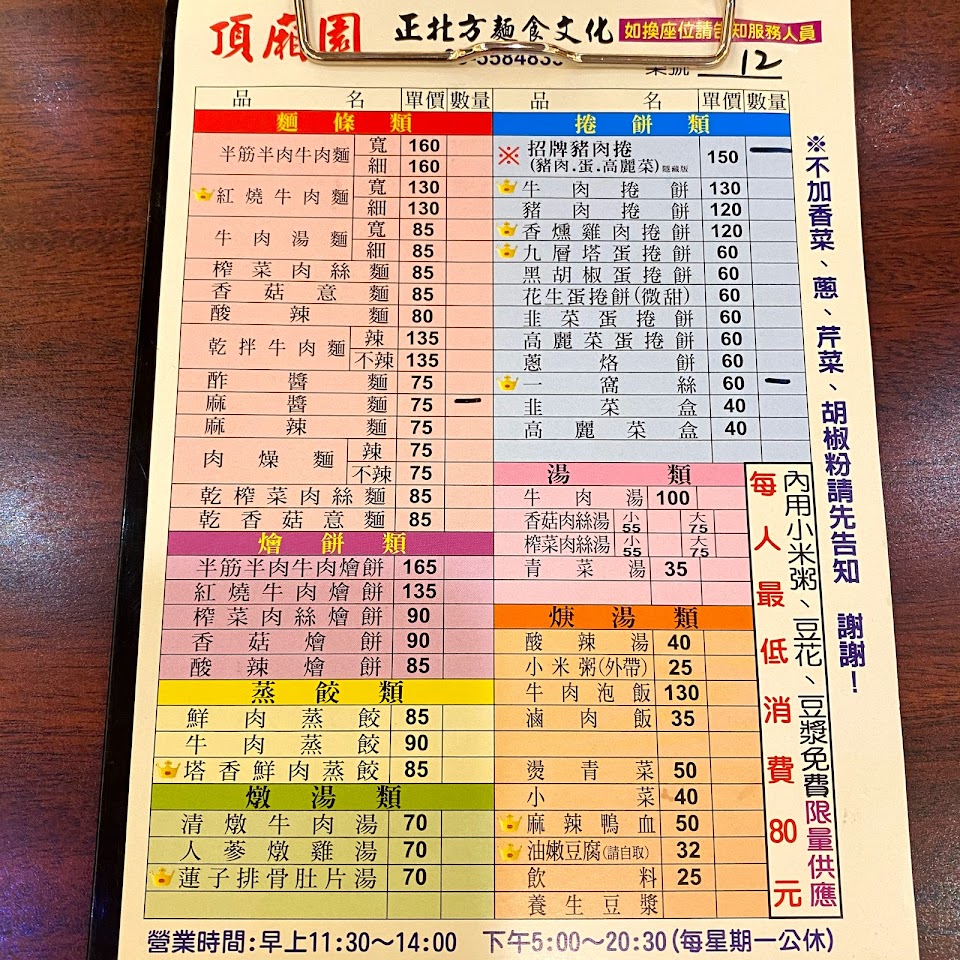 頂廂園 正北方麵食文化 如換座位請告知服務人員
5584833
桌號 12
品名 單價 數量
麵條類
半筋半肉牛肉麵 寬 160
細 160
紅燒牛肉麵 寬 130
細 130
牛肉湯麵 寬 85
細 85
榨菜肉絲麵 85
香菇意麵 85
酸辣麵 80
乾拌牛肉麵 辣 135
不辣 135
酢醬麵 75
麻醬麵 75 一
麻辣麵 75
肉燥麵 辣 75
不辣 75
乾榨菜肉絲麵 85
乾香菇意麵 85
燴餅類
半筋半肉牛肉燴餅 165
紅燒牛肉燴餅 135
榨菜肉絲燴餅 90
香菇燴餅 90
酸辣燴餅 85
蒸餃類
鮮肉蒸餃 85
牛肉蒸餃 90
塔香鮮肉蒸餃 85
燉湯類
清燉牛肉湯 70
人蔘燉雞湯 70
蓮子排骨肚片湯 70
品名 單價 數量
捲餅類
※ 招牌豬肉捲 150 一
(豬肉.蛋.高麗菜)隱藏版
牛肉捲餅 130
豬肉捲餅 120
香燻雞肉捲餅 120
九層塔蛋捲餅 60
黑胡椒蛋捲餅 60
花生蛋捲餅(微甜) 60
韭菜蛋捲餅 60
高麗菜蛋捲餅 60
蔥烙餅 60
一窩絲 60 一
韭菜盒 40
高麗菜盒 40
湯類
牛肉湯 100
香菇肉絲湯 小55 大75
榨菜肉絲湯 小55 大75
青菜湯 35
焿湯類
酸辣湯 40
小米粥(外帶) 25
牛肉泡飯 130
滷肉飯 35
燙青菜 50
小菜 40
麻辣鴨血 50
油嫩豆腐(請自取) 32
飲料 25
養生豆漿
內用小米粥、豆花、豆漿免費限量供應
每人最低消費80元
※不加香菜、蔥、芹菜、胡椒粉請先告知 謝謝！
營業時間:早上11:30～14:00 下午5:00～20:30(每星期一公休)